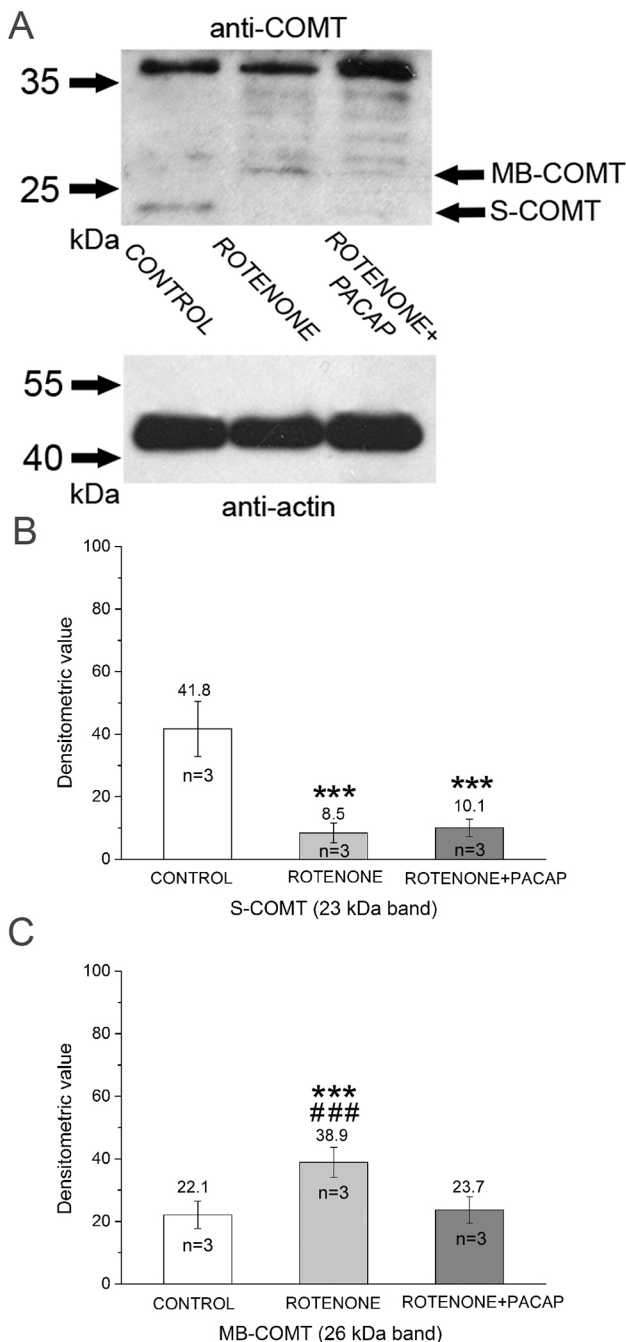 A
anti-COMT
35
25
kDa
MB-COMT
S-COMT
CONTROL
ROTENONE
ROTENONE+
PACAP
55
40
kDa
anti-actin
B
100
80
60
40
20
0
Densitometric value
41.8
n=3
***
8.5
n=3
***
10.1
n=3
CONTROL ROTENONE ROTENONE+PACAP
S-COMT (23 kDa band)
C
100
80
60
40
20
0
Densitometric value
22.1
n=3
***
###
38.9
n=3
23.7
n=3
CONTROL ROTENONE ROTENONE+PACAP
MB-COMT (26 kDa band)